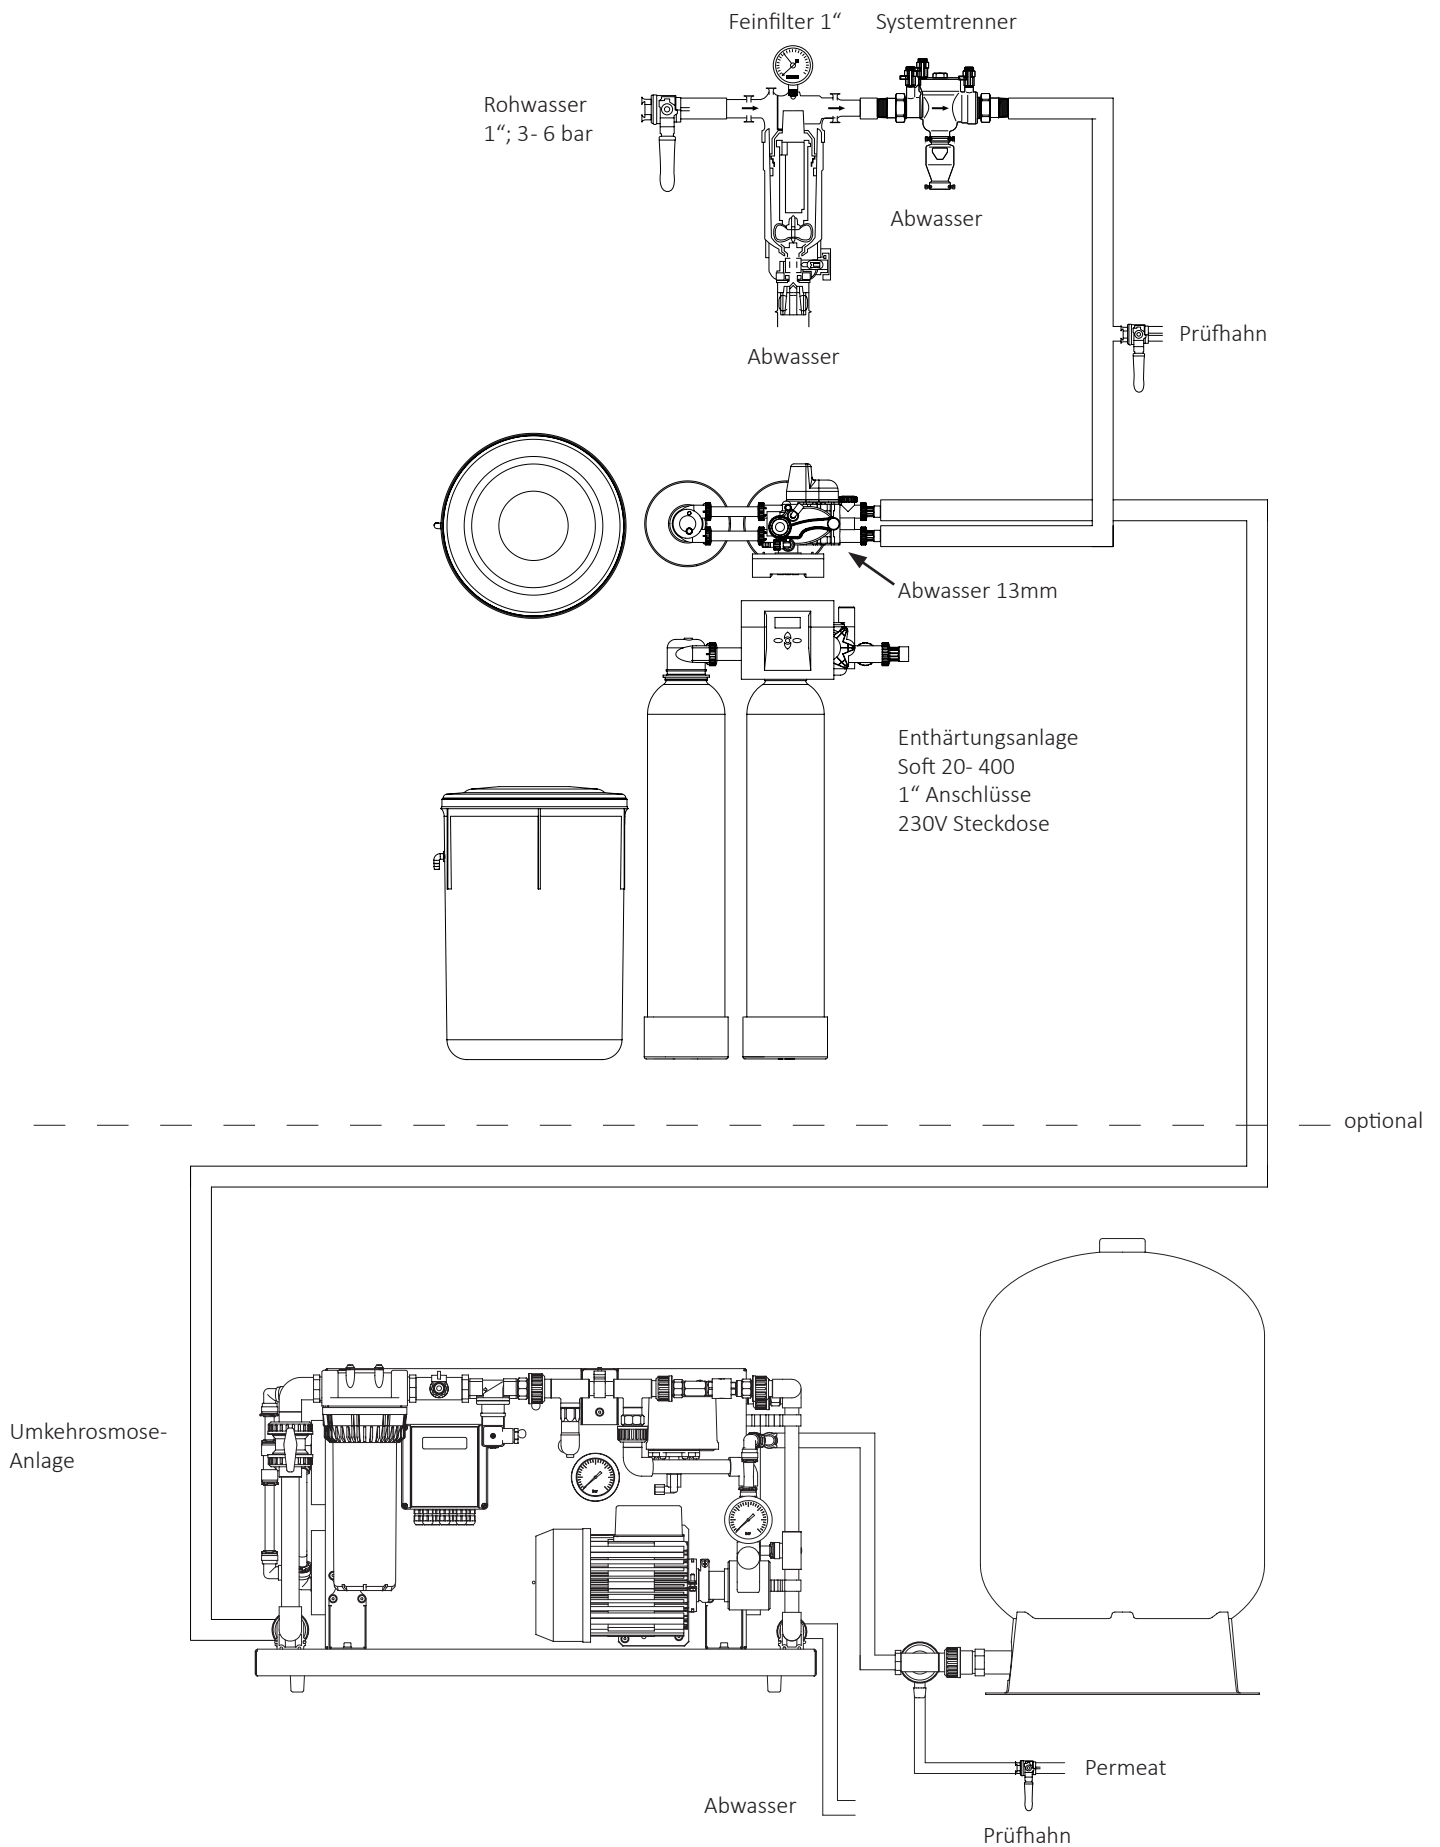 Feinfilter 1“
Systemtrenner
Rohwasser
1“; 3- 6 bar
Abwasser
Prüfhahn
Abwasser
Abwasser 13mm
Enthärtungsanlage
Soft 20- 400
1“ Anschlüsse
230V Steckdose
optional
Umkehrosmose-
Anlage
Permeat
Abwasser
Prüfhahn